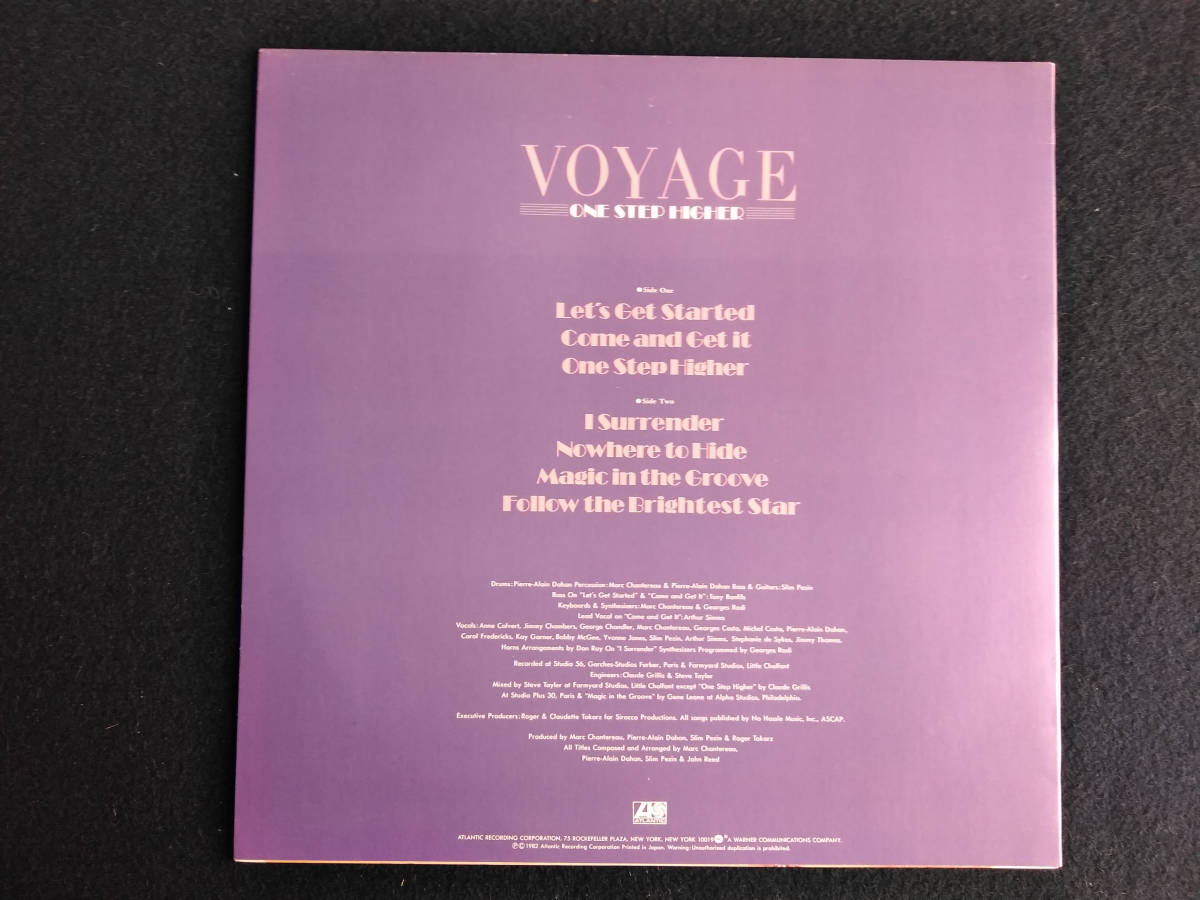 VOYAGE
ONE STEP HIGHER
●Side One
Let's Get Started
Come and Get it
One Step Higher
●Side Two
I Surrender
Nowhere to Hide
Magic in the Groove
Follow the Brightest Star
Drums:Pierre-Alain Dahan Percussion:Marc Chantereau & Pierre-Alain Dahan Bass & Guitars:Slim Pezin
Bass On "Let's Get Started" & "Come and Get It":Tony Bonfils
Keyboards & Synthesizers:Marc Chantereau & Georges Rodi
Lead Vocal on "Come and Get It":Arthur Simms
Vocals:Anne Calvert, Jimmy Chambers, George Chandler, Marc Chantereau, Georges Costa, Michel Costa, Pierre-Alain Dahan,
Carol Fredericks, Kay Garner, Bobby McGee, Yvonne Jones, Slim Pezin, Arthur Simms, Stephanie de Sykes, Jimmy Thomas,
Horns Arrangements by Don Ray On "I Surrender" Synthesizers Programmed by Georges Rodi
Recorded at Studio 56, Garches-Studios Ferber, Paris & Farmyard Studios, Little Chalfont
Engineers:Claude Grillis & Steve Taylor
Mixed by Steve Taylor at Farmyard Studios, Little Chalfont except "One Step Higher" by Claude Grillis
At Studio Plus 30, Paris & "Magic in the Groove" by Gene Leone at Alpha Studios, Philadelphia.
Executive Producers:Roger & Claudette Tokarz for Sirocco Productions. All songs published by No Hassle Music, Inc., ASCAP.
Produced by Marc Chantereau, Pierre-Alain Dahan, Slim Pezin & Roger Tokarz
All Titles Composed and Arranged by Marc Chantereau,
Pierre-Alain Dahan, Slim Pezin & John Reed
ATLANTIC
ATLANTIC RECORDING CORPORATION, 75 ROCKEFELLER PLAZA, NEW YORK, NEW YORK 10019 A WARNER COMMUNICATIONS COMPANY.
℗©1982 Atlantic Recording Corporation Printed in Japan. Warning:Unauthorized duplication is prohibited.